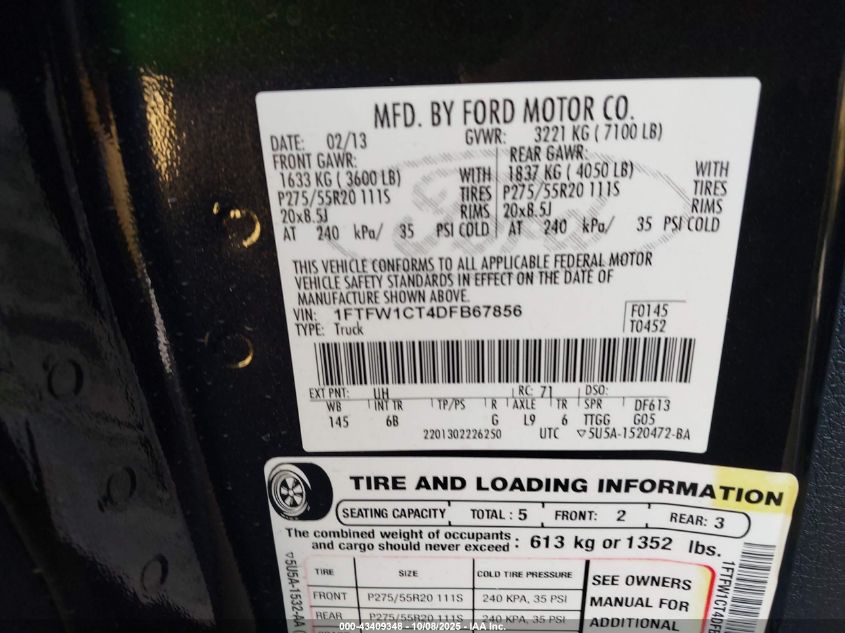 MFD. BY FORD MOTOR CO.
DATE: 02/13 GVWR: 3221 KG ( 7100 LB)
FRONT GAWR: REAR GAWR:
1633 KG ( 3600 LB) WITH 1837 KG ( 4050 LB) WITH
P275/55R20 111S TIRES P275/55R20 111S TIRES
20x8.5J RIMS 20x8.5J RIMS
AT 240 kPa/ 35 PSI COLD AT 240 kPa/ 35 PSI COLD
Ford
THIS VEHICLE CONFORMS TO ALL APPLICABLE FEDERAL MOTOR
VEHICLE SAFETY STANDARDS IN EFFECT ON THE DATE OF
MANUFACTURE SHOWN ABOVE.
VIN: 1FTFW1CT4DFB67856 F0145
TYPE: Truck T0452
EXT PNT: UH RC: 71 DSO:
WB INT TR TP/PS R AXLE TR SPR DF613
145 6B G L9 6 TTGG G05
2201302226250 UTC ▽5U5A-1520472-BA
TIRE AND LOADING INFORMATION
SEATING CAPACITY TOTAL : 5 FRONT: 2 REAR: 3
The combined weight of occupants
and cargo should never exceed : 613 kg or 1352 lbs.
TIRE SIZE COLD TIRE PRESSURE
FRONT P275/55R20 111S 240 KPA, 35 PSI
REAR P275/55R20 111S 240 KPA, 35 PSI
SEE OWNERS
MANUAL FOR
ADDITIONAL
▽5U5A-1532-AA
000-43409348 - 10/08/2025 - IAA Inc.